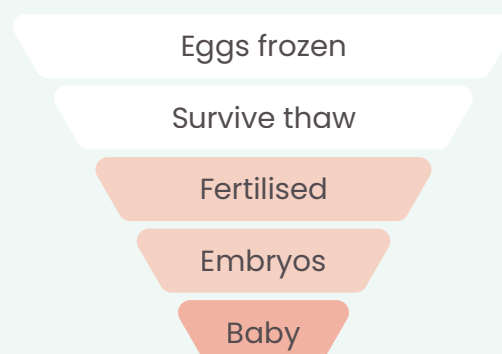 Eggs frozen
Survive thaw
Fertilised
Embryos
Baby